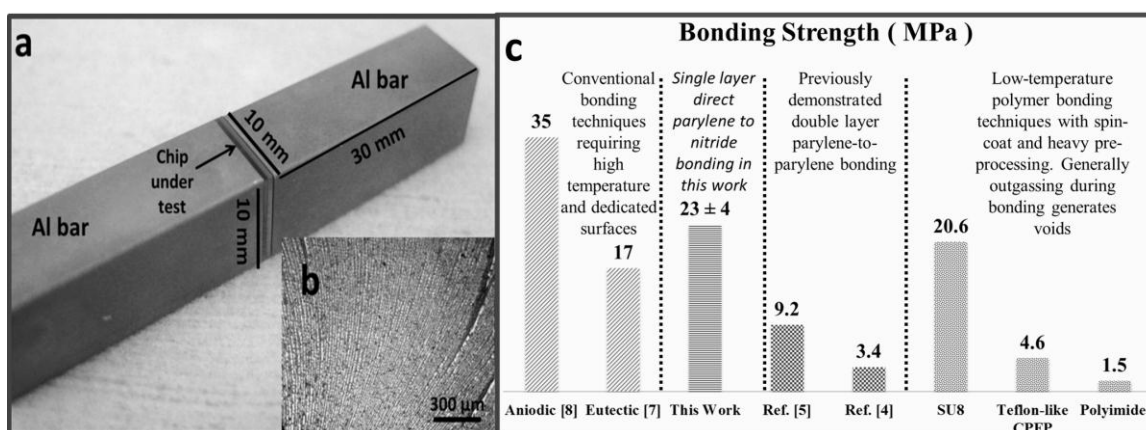 a
Al bar
10 mm
30 mm
Chip
under
test
Al bar
10 mm
b
300 µm
c
Bonding Strength ( MPa )
Conventional
bonding
techniques
requiring
high
temperature
and dedicated
surfaces
Single layer
direct
parylene to
nitride
bonding in
this work
Previously
demonstrated
double layer
parylene-to-
parylene bonding
Low-temperature
polymer bonding
techniques with spin-
coat and heavy pre-
processing. Generally
outgassing during
bonding generates
voids
35
17
23 ± 4
9.2
3.4
20.6
4.6
1.5
Aniodic [8]
Eutectic [7]
This Work
Ref. [5]
Ref. [4]
SU8
Teflon-like
CPFP
Polyimide